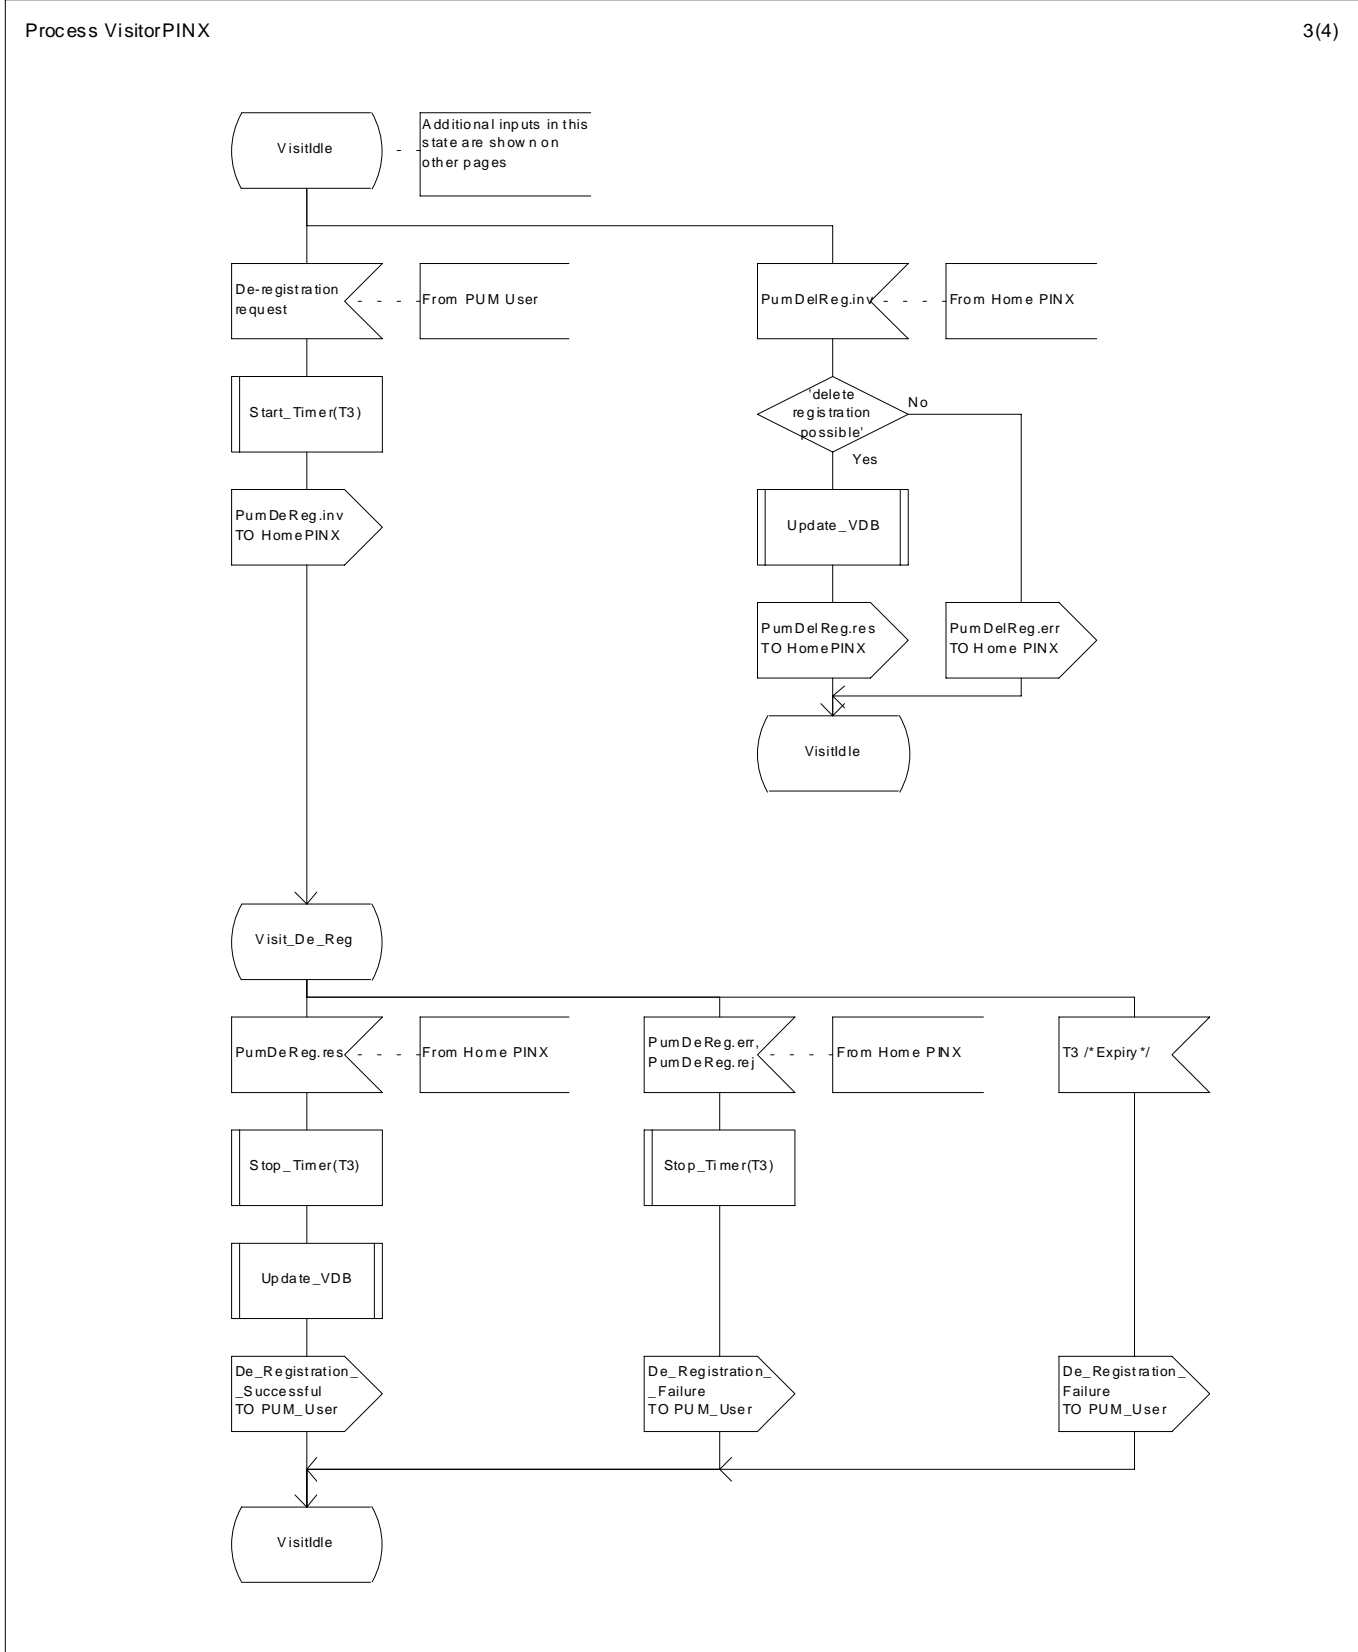 Process VisitorPINX
3(4)
VisitIdle
Additional inputs in this
state are shown on
other pages
De-registration
request
From PUM User
PumDelReg.inv
From Home PINX
Start_Timer(T3)
'delete
registration
possible'
No
Yes
PumDeReg.inv
TO HomePINX
Update_VDB
PumDelReg.res
TO HomePINX
PumDelReg.err
TO Home PINX
VisitIdle
Visit_De_Reg
PumDeReg.res
From Home PINX
PumDeReg.err,
PumDeReg.rej
From Home PINX
T3 /*Expiry*/
Stop_Timer(T3)
Stop_Timer(T3)
Update_VDB
De_Registration_
_Successful
TO PUM_User
De_Registration_
_Failure
TO PUM_User
De_Registration_
Failure
TO PUM_User
VisitIdle